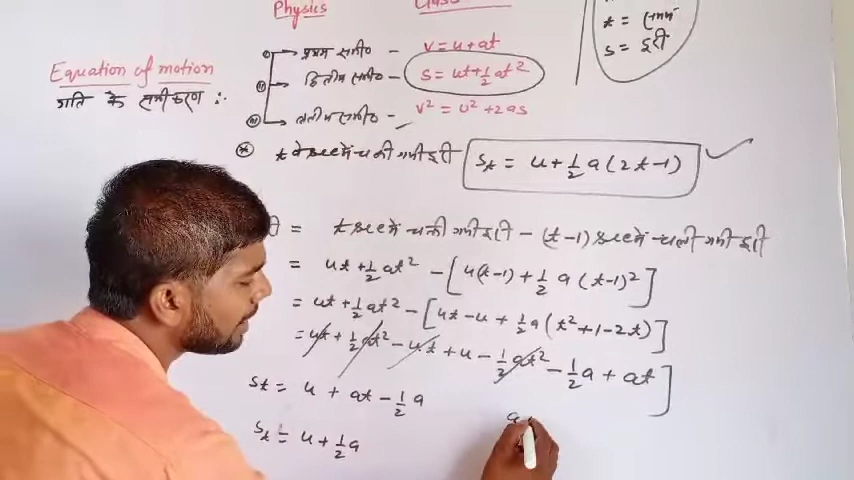 Physics Class
t = समय
s = दूरी
① → प्रथम समी० - v = u + at
② → द्वितीय समी० - s = ut + 1/2 at²
Equation of motion
गति के समीकरण :-
③ → तृतीय समी० - v² = u² + 2as
* t वे sec में चली गयी दूरी Sₜ = u + 1/2 a (2t - 1)
= t sec में चली गयी दूरी - (t-1) sec में चली गयी दूरी
= ut + 1/2 at² - [u(t-1) + 1/2 a (t-1)²]
= ut + 1/2 at² - [ut - u + 1/2 a (t² + 1 - 2t)]
= ut + 1/2 at² - ut + u - 1/2 at² - 1/2 a + at]
Sₜ = u + at - 1/2 a
a
Sₜ = u + 1/2 a